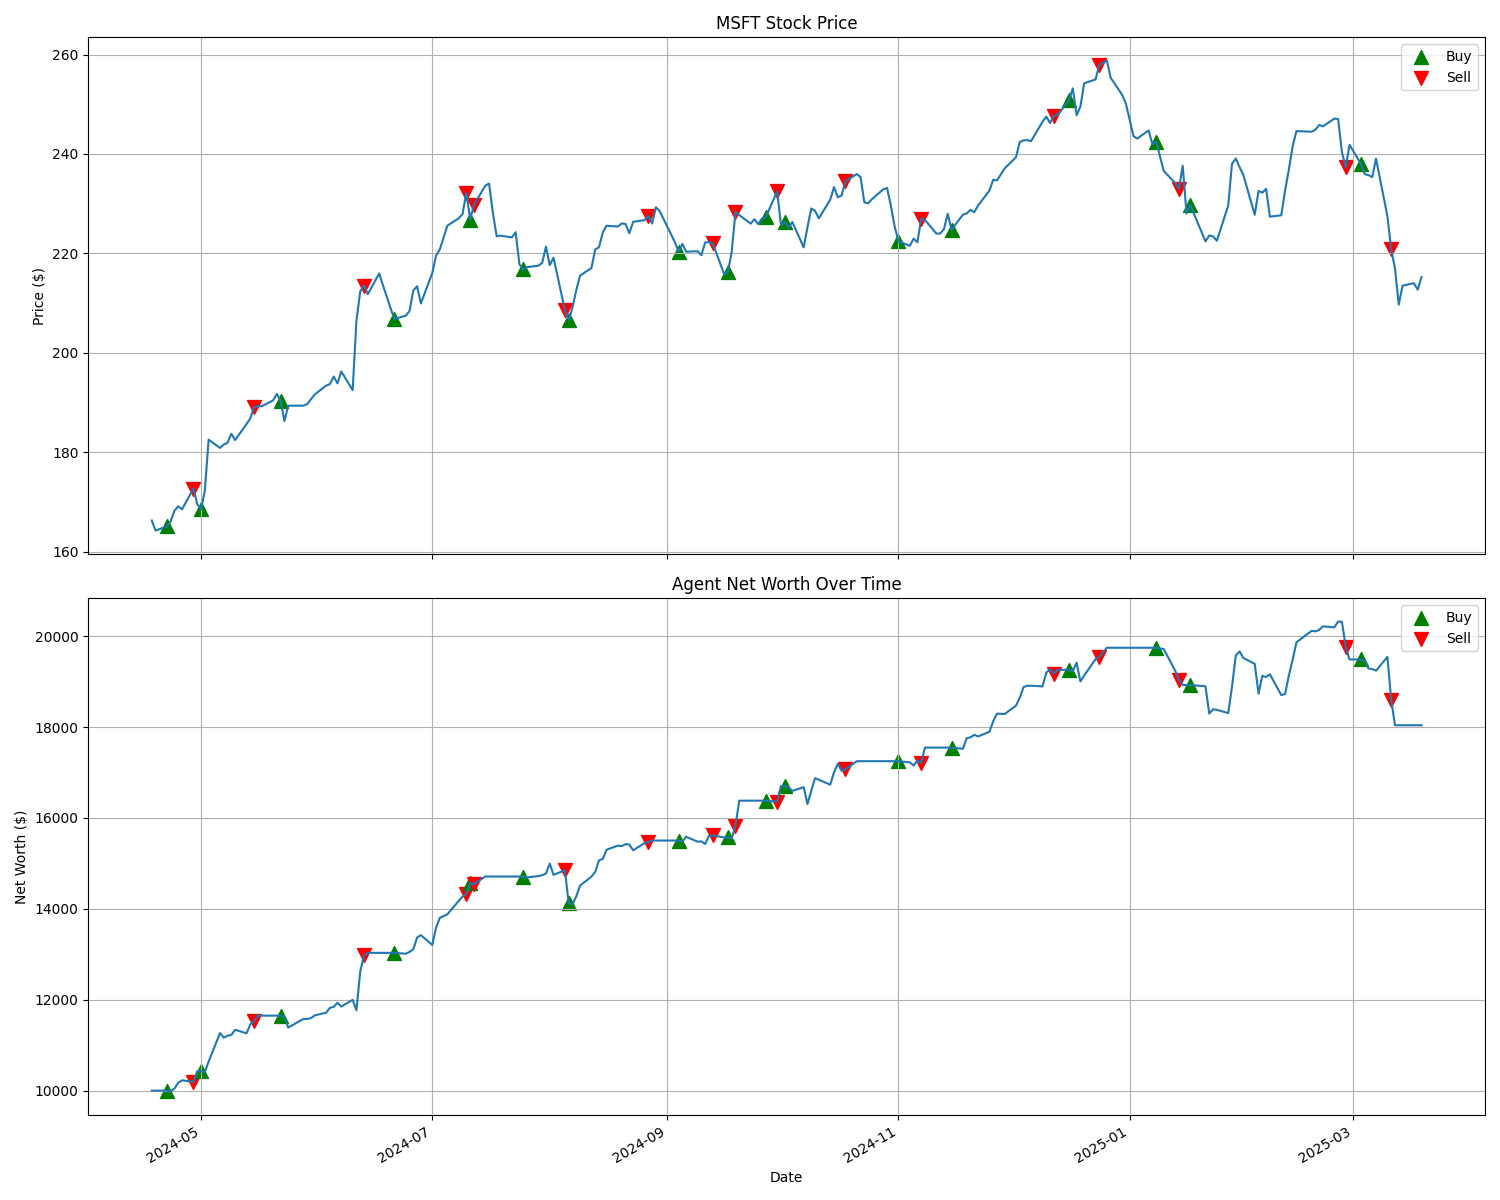 MSFT Stock Price
Buy
Sell
260
240
220
200
180
160
Price ($)
Agent Net Worth Over Time
Buy
Sell
20000
18000
16000
14000
12000
10000
Net Worth ($)
2024-05
2024-07
2024-09
2024-11
2025-01
2025-03
Date